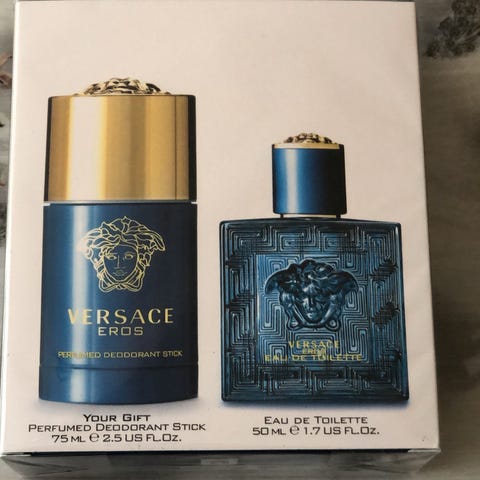 VERSACE
EROS
PERFUMED DEODORANT STICK
VERSACE
EROS
EAU DE TOILETTE
YOUR GIFT
PERFUMED DEODORANT STICK
75 ML ℮ 2.5 US FL.OZ.
EAU DE TOILETTE
50 ML ℮ 1.7 US FL.OZ.